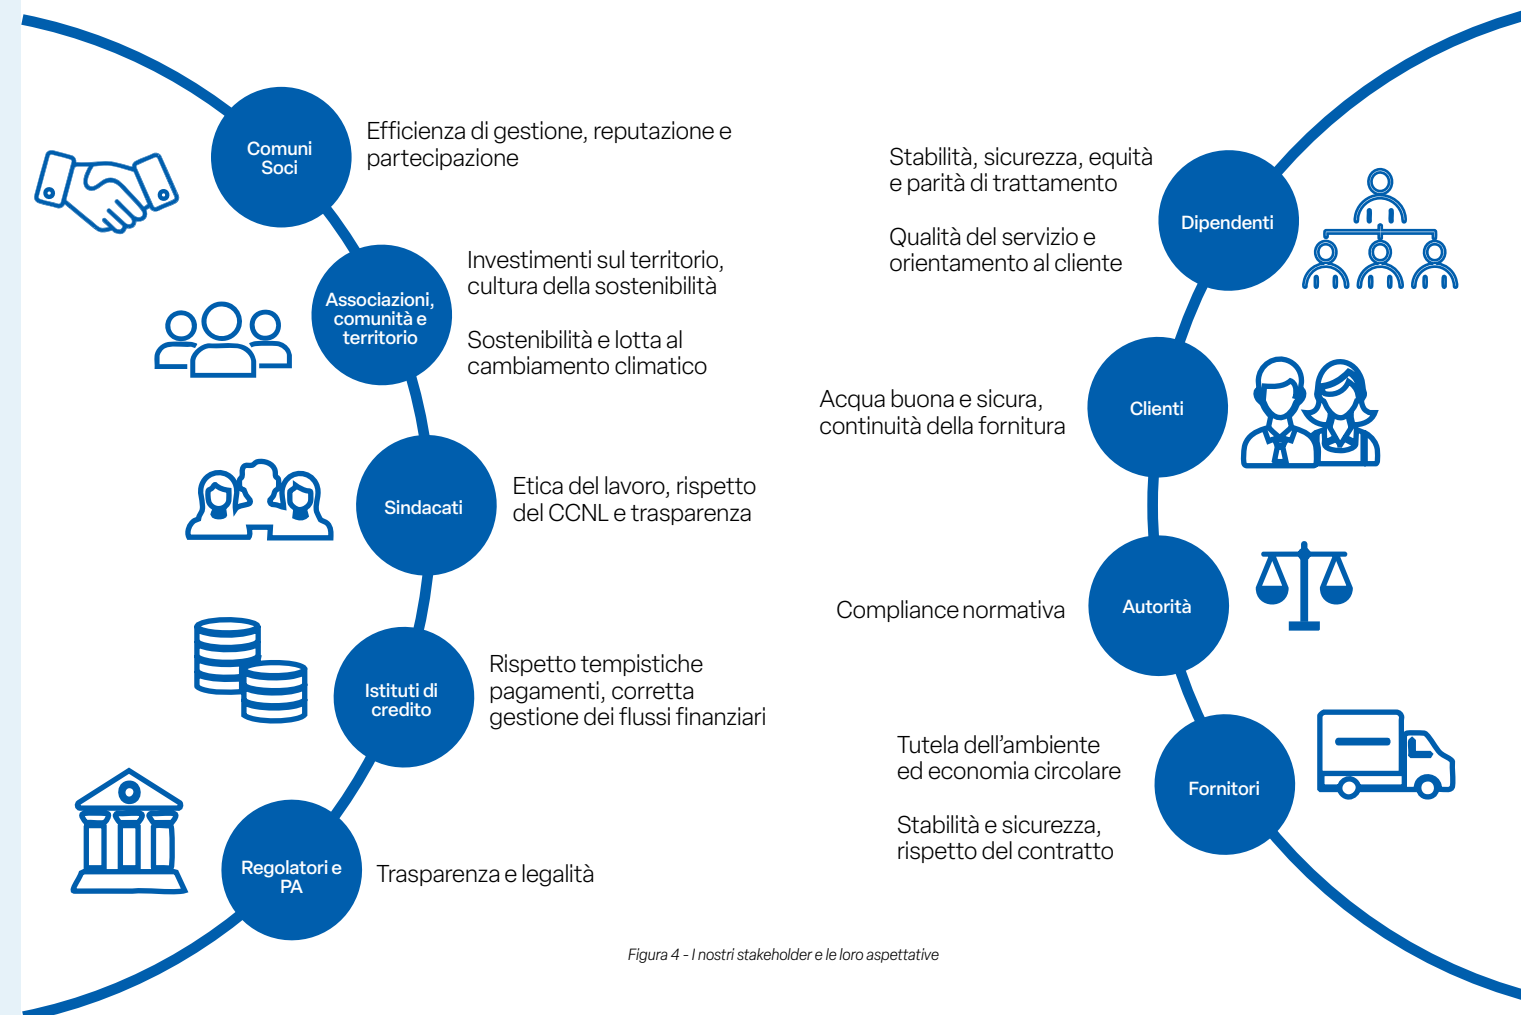 Comuni
Soci
Efficienza di gestione, reputazione e
partecipazione
Associazioni,
comunità e
territorio
Investimenti sul territorio,
cultura della sostenibilità
Sostenibilità e lotta al
cambiamento climatico
Sindacati
Etica del lavoro, rispetto
del CCNL e trasparenza
Istituti di
credito
Rispetto tempistiche
pagamenti, corretta
gestione dei flussi finanziari
Regolatori e
PA
Trasparenza e legalità
Stabilità, sicurezza, equità
e parità di trattamento
Qualità del servizio e
orientamento al cliente
Dipendenti
Acqua buona e sicura,
continuità della fornitura
Clienti
Compliance normativa
Autorità
Tutela dell’ambiente
ed economia circolare
Stabilità e sicurezza,
rispetto del contratto
Fornitori
Figura 4 - I nostri stakeholder e le loro aspettative